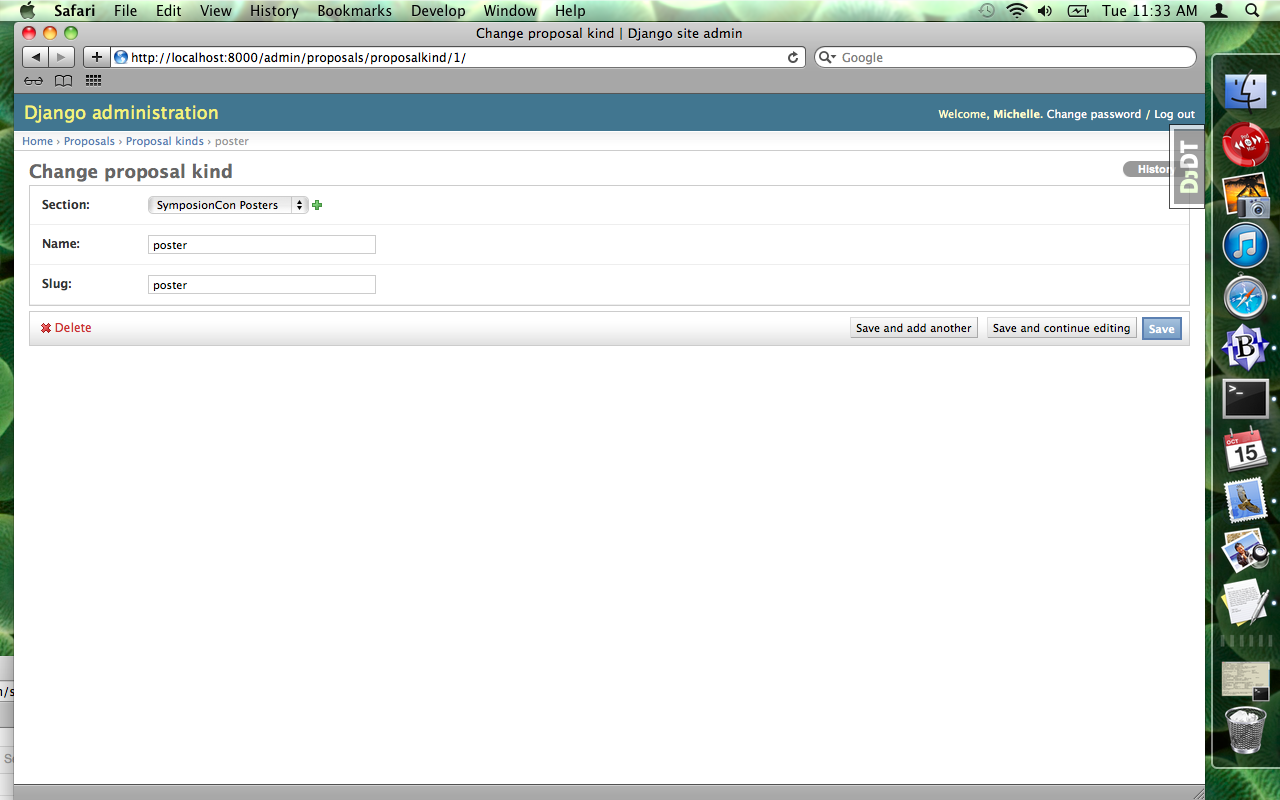 Safari File Edit View History Bookmarks Develop Window Help Tue 11:33 AM
Change proposal kind | Django site admin
http://localhost:8000/admin/proposals/proposalkind/1/ Google
Django administration
Welcome, Michelle. Change password / Log out
Home › Proposals › Proposal kinds › poster
DjDT
Change proposal kind
History
Section: SymposionCon Posters
Name: poster
Slug: poster
Delete
Save and add another
Save and continue editing
Save
B
>_
OCT
15